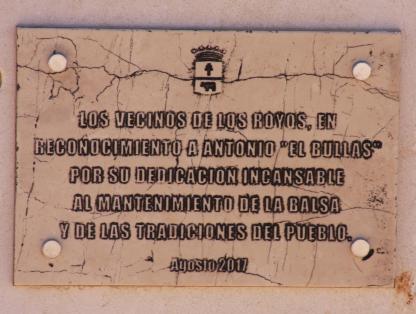 LOS VECINOS DE LOS ROYOS, EN
RECONOCIMIENTO A ANTONIO "EL BULLAS"
POR SU DEDICACION INCANSABLE
AL MANTENIMIENTO DE LA BALSA
Y DE LAS TRADICIONES DEL PUEBLO.
Agosto 2017